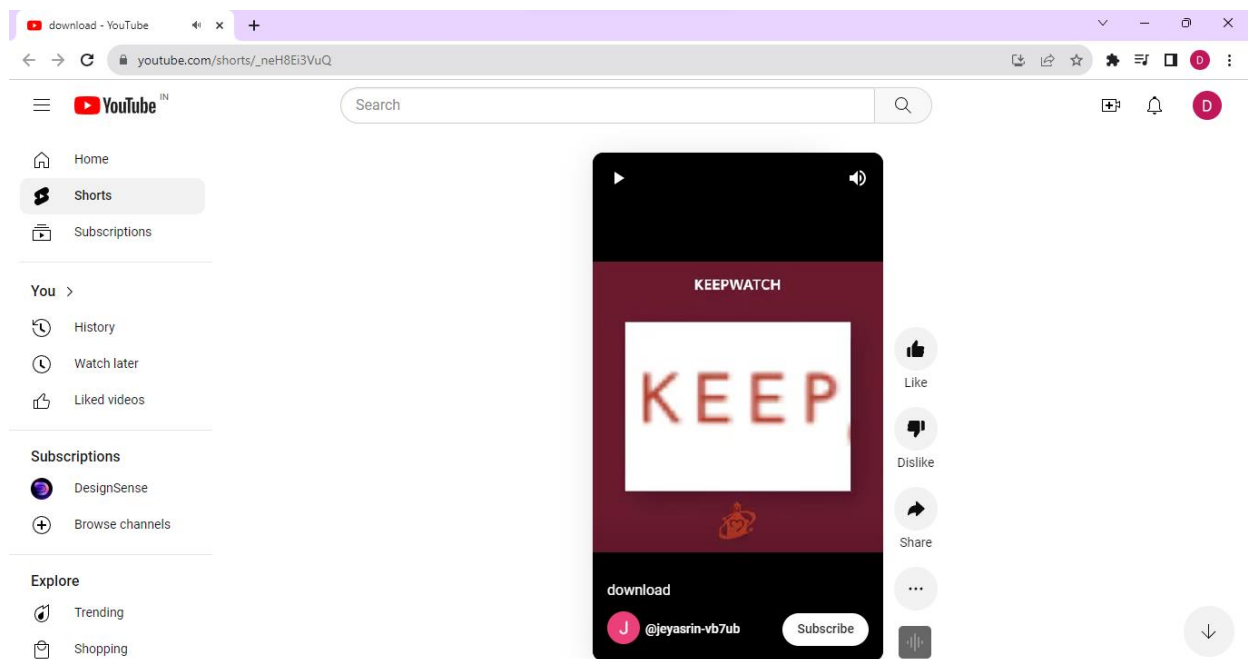 download - YouTube
youtube.com/shorts/_neH8Ei3VuQ
D
YouTube IN
Search
D
Home
Shorts
Subscriptions
You
History
Watch later
Liked videos
Subscriptions
DesignSense
Browse channels
Explore
Trending
Shopping
KEEPWATCH
KEEP
download
J @jeyasrin-vb7ub Subscribe
Like
Dislike
Share